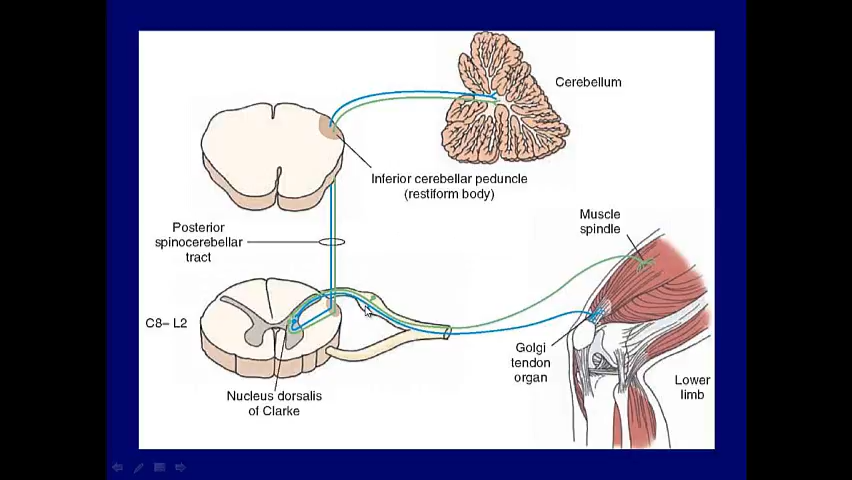 Cerebellum
Inferior cerebellar peduncle
(restiform body)
Muscle
spindle
Posterior
spinocerebellar
tract
C8– L2
Golgi
tendon
organ
Lower
limb
Nucleus dorsalis
of Clarke